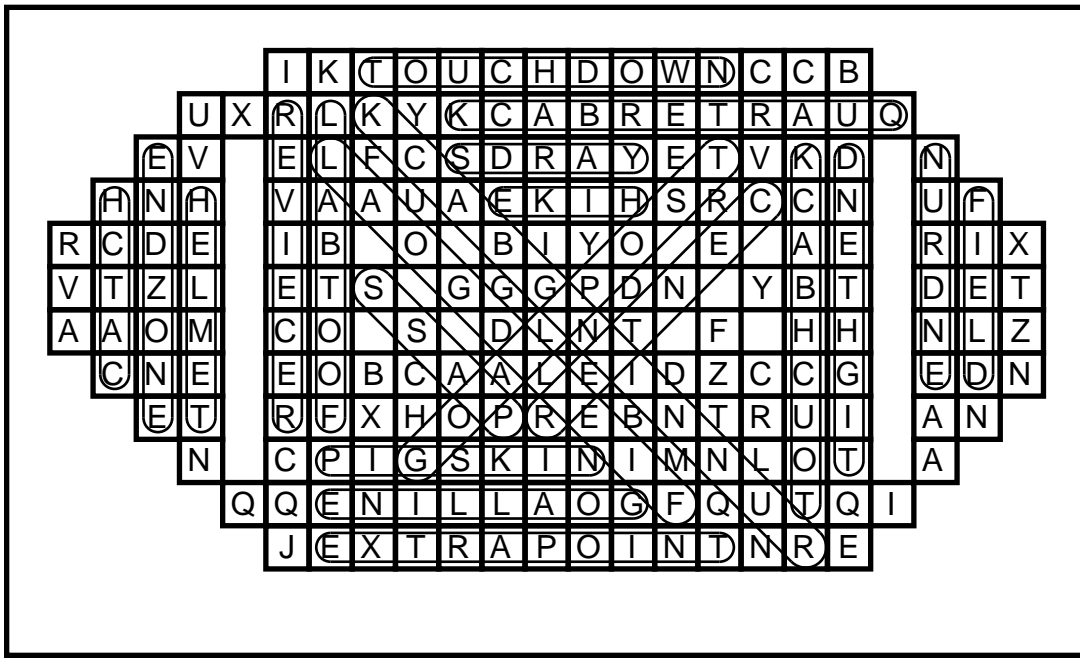 I K T O U C H D O W N C C B
U X R L K Y K C A B R E T R A U Q
E V E L F C S D R A Y E T V K D N
H N H V A A U A E K I H S R C C N U F
R C D E I B O B I Y O E A E R I X
V T Z L E T S G G G P D N Y B T D E T
A A O M C O S D L N T F H H N L Z
C N E E O B C A A L E I D Z C C G E D N
E T R F X H O P R E B N T R U I A N
N C P I G S K I N I M N L O T A
Q Q E N I L L A O G F Q U T Q I
J E X T R A P O I N T N R E